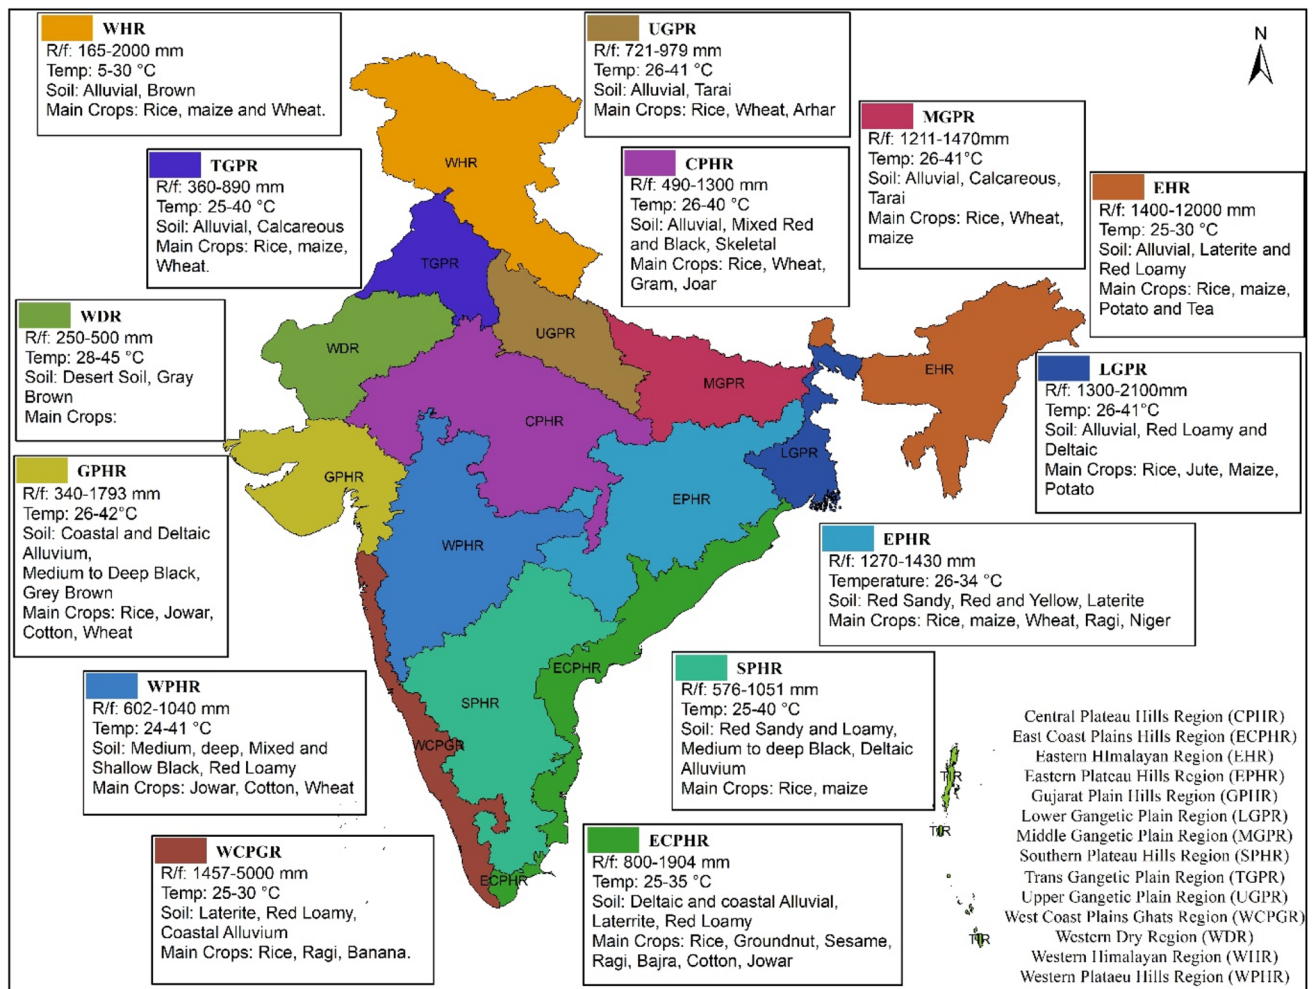 WHR
R/f: 165-2000 mm
Temp: 5-30 °C
Soil: Alluvial, Brown
Main Crops: Rice, maize and Wheat.
UGPR
R/f: 721-979 mm
Temp: 26-41 °C
Soil: Alluvial, Tarai
Main Crops: Rice, Wheat, Arhar
N
MGPR
R/f: 1211-1470mm
Temp: 26-41°C
Soil: Alluvial, Calcareous,
Tarai
Main Crops: Rice, Wheat,
maize
TGPR
R/f: 360-890 mm
Temp: 25-40 °C
Soil: Alluvial, Calcareous
Main Crops: Rice, maize,
Wheat.
CPHR
R/f: 490-1300 mm
Temp: 26-40 °C
Soil: Alluvial, Mixed Red
and Black, Skeletal
Main Crops: Rice, Wheat,
Gram, Joar
EHR
R/f: 1400-12000 mm
Temp: 25-30 °C
Soil: Alluvial, Laterite and
Red Loamy
Main Crops: Rice, maize,
Potato and Tea
WDR
R/f: 250-500 mm
Temp: 28-45 °C
Soil: Desert Soil, Gray
Brown
Main Crops:
LGPR
R/f: 1300-2100mm
Temp: 26-41°C
Soil: Alluvial, Red Loamy and
Deltaic
Main Crops: Rice, Jute, Maize,
Potato
GPHR
R/f: 340-1793 mm
Temp: 26-42°C
Soil: Coastal and Deltaic
Alluvium,
Medium to Deep Black,
Grey Brown
Main Crops: Rice, Jowar,
Cotton, Wheat
EPHR
R/f: 1270-1430 mm
Temperature: 26-34 °C
Soil: Red Sandy, Red and Yellow, Laterite
Main Crops: Rice, maize, Wheat, Ragi, Niger
WPHR
R/f: 602-1040 mm
Temp: 24-41 °C
Soil: Medium, deep, Mixed and
Shallow Black, Red Loamy
Main Crops: Jowar, Cotton, Wheat
SPHR
R/f: 576-1051 mm
Temp: 25-40 °C
Soil: Red Sandy and Loamy,
Medium to deep Black, Deltaic
Alluvium
Main Crops: Rice, maize
WCPGR
R/f: 1457-5000 mm
Temp: 25-30 °C
Soil: Laterite, Red Loamy,
Coastal Alluvium
Main Crops: Rice, Ragi, Banana.
ECPHR
R/f: 800-1904 mm
Temp: 25-35 °C
Soil: Deltaic and coastal Alluvial,
Laterrite, Red Loamy
Main Crops: Rice, Groundnut, Sesame,
Ragi, Bajra, Cotton, Jowar
WHR
TGPR
UGPR
WDR
MGPR
EHR
CPHR
LGPR
GPHR
EPHR
WPHR
ECPHR
SPHR
WCPGR
ECPHR
TIR
TIR
TIR
Central Plateau Hills Region (CPHR)
East Coast Plains Hills Region (ECPHR)
Eastern HImalayan Region (EHR)
Eastern Plateau Hills Region (EPHR)
Gujarat Plain Hills Region (GPHR)
Lower Gangetic Plain Region (LGPR)
Middle Gangetic Plain Region (MGPR)
Southern Plateau Hills Region (SPHR)
Trans Gangetic Plain Region (TGPR)
Upper Gangetic Plain Region (UGPR)
West Coast Plains Ghats Region (WCPGR)
Western Dry Region (WDR)
Western Himalayan Region (WHR)
Western Plataeu Hills Region (WPHR)